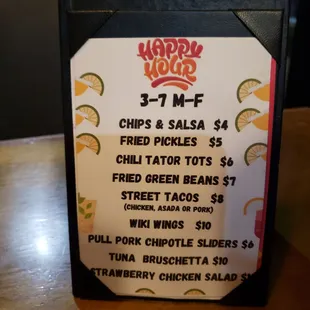 HAPPY
HOUR
3-7 M-F
CHIPS & SALSA $4
FRIED PICKLES $5
CHILI TATOR TOTS $6
FRIED GREEN BEANS $7
STREET TACOS $8
(CHICKEN, ASADA OR PORK)
WIKI WINGS $10
PULL PORK CHIPOTLE SLIDERS $6
TUNA BRUSCHETTA $10
STRAWBERRY CHICKEN SALAD